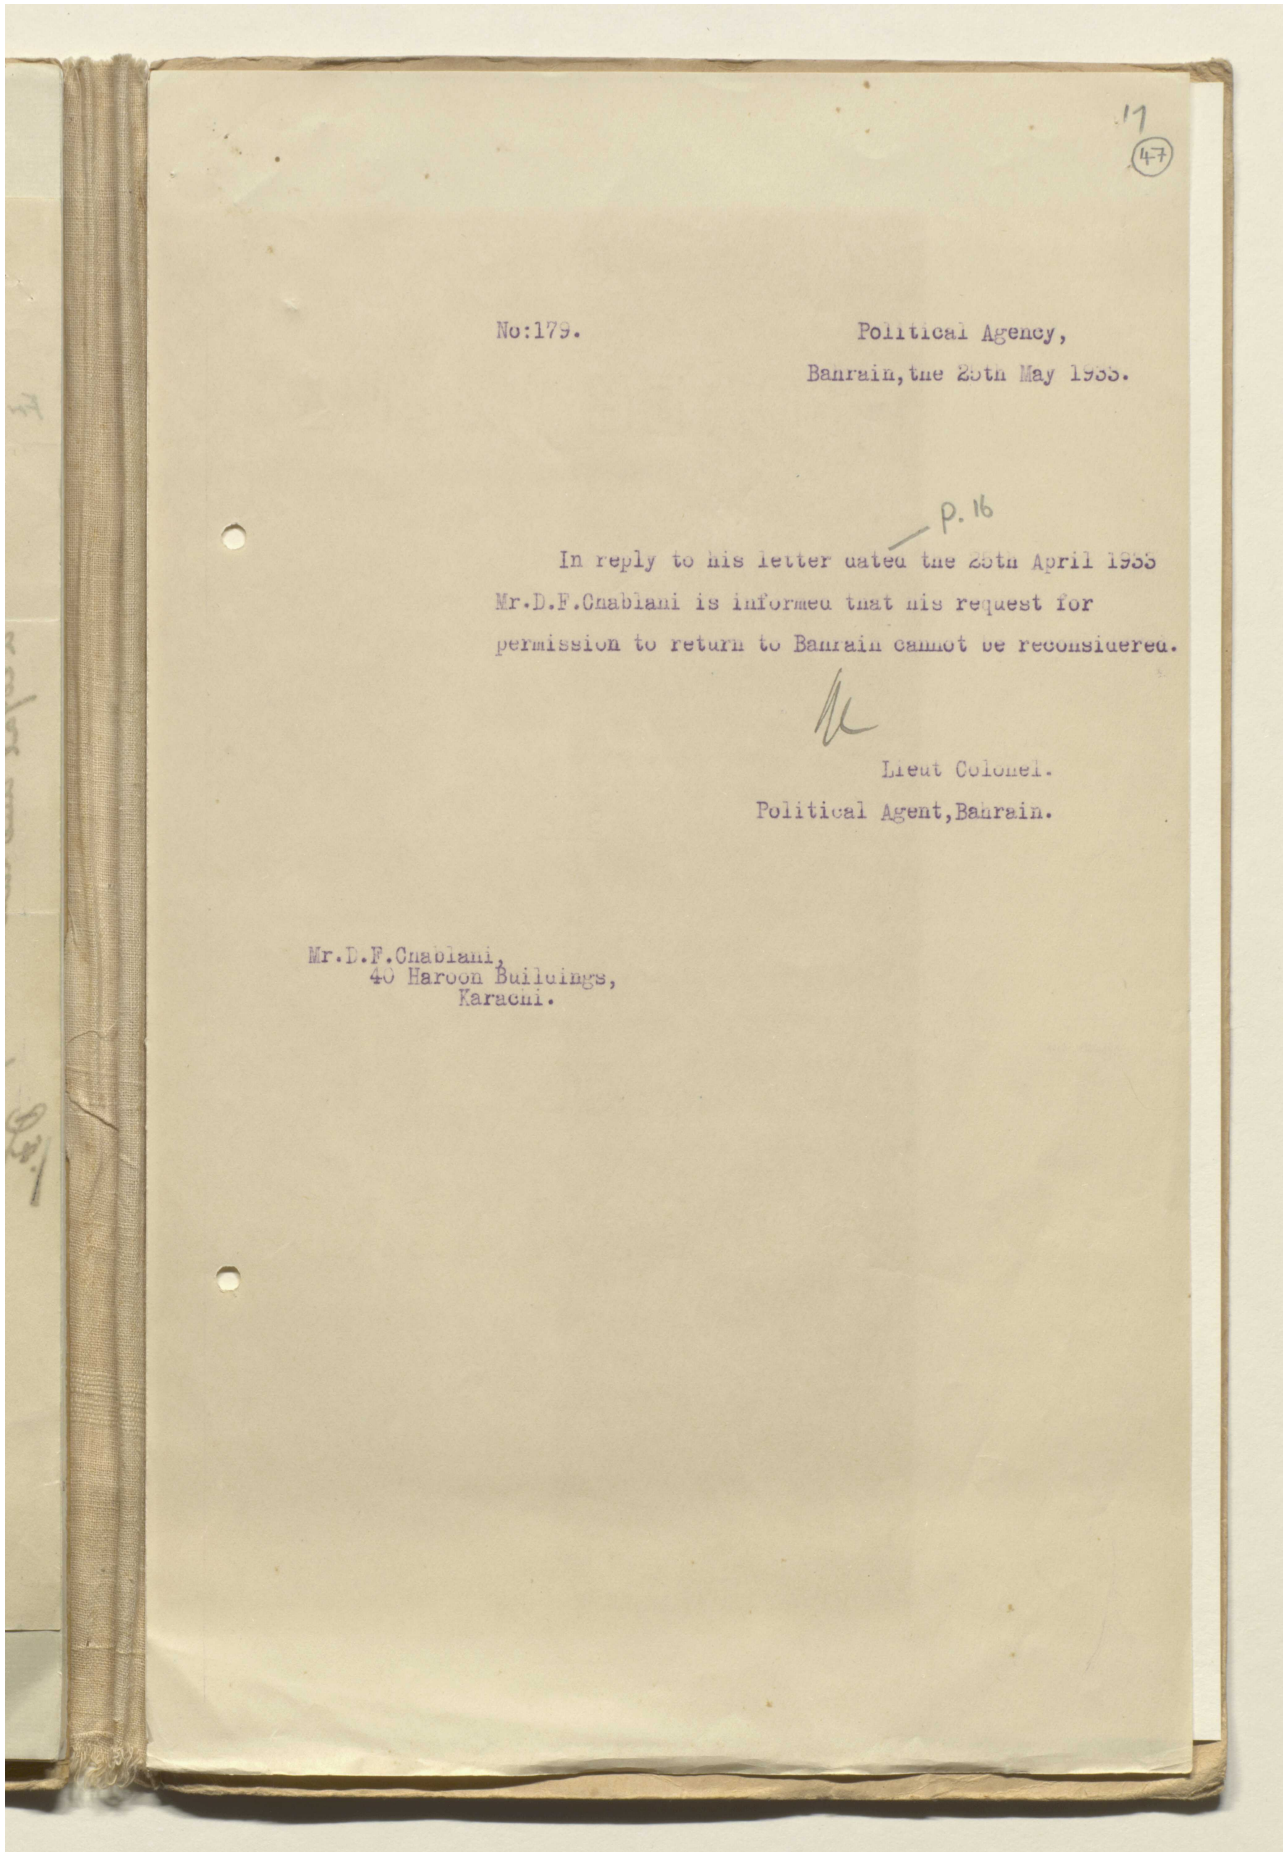 17
47
No:179.
Political Agency,
Bahrain,the 25th May 1933.
p. 16
In reply to his letter dated the 25th April 1933
Mr.D.F.Chablani is informed that his request for
permission to return to Bahrain cannot be reconsidered.
Lieut Colonel.
Political Agent,Bahrain.
Mr.D.F.Chablani,
40 Haroon Buildings,
Karachi.